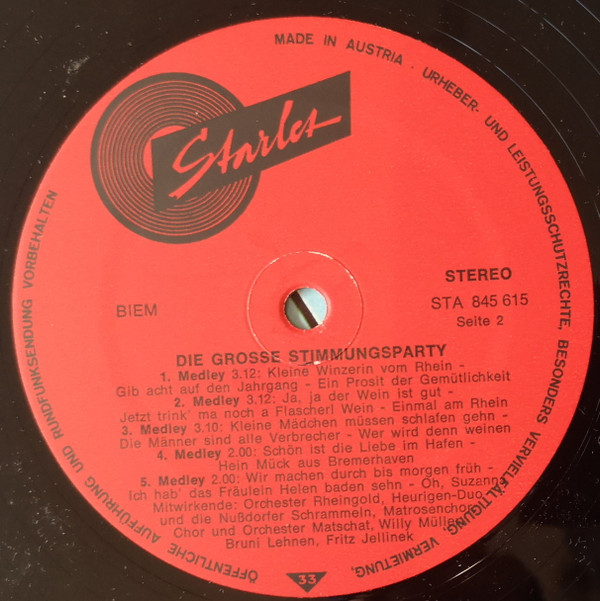 MADE IN AUSTRIA · URHEBER- UND LEISTUNGSSCHUTZRECHTE, BESONDERS VERVIELFÄLTIGUNG, VERMIETUNG,
ÖFFENTLICHE AUFFÜHRUNG UND RUNDFUNKSENDUNG VORBEHALTEN
Starlet
BIEM
STEREO
STA 845 615
Seite 2
DIE GROSSE STIMMUNGSPARTY
1. Medley 3.12: Kleine Winzerin vom Rhein -
Gib acht auf den Jahrgang - Ein Prosit der Gemütlichkeit
2. Medley 3.12: Ja, ja der Wein ist gut -
Jetzt trink' ma noch a Flascherl Wein - Einmal am Rhein
3. Medley 3.10: Kleine Mädchen müssen schlafen gehn -
Die Männer sind alle Verbrecher - Wer wird denn weinen
4. Medley 2.00: Schön ist die Liebe im Hafen -
Hein Mück aus Bremerhaven
5. Medley 2.00: Wir machen durch bis morgen früh -
Ich hab' das Fräulein Helen baden sehn - Oh, Suzanna
Mitwirkende: Orchester Rheingold, Heurigen-Duo,
und die Nußdorfer Schrammeln, Matrosenchor,
Chor und Orchester Matschat, Willy Müller,
Bruni Lehnen, Fritz Jellinek
33